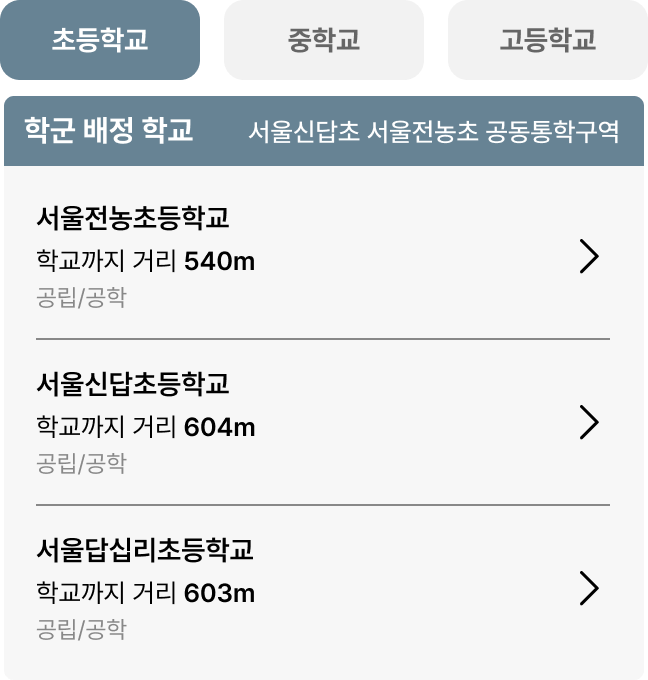 초등학교 중학교 고등학교
학군 배정 학교 서울신답초 서울전농초 공동통학구역
서울전농초등학교
학교까지 거리 540m
공립/공학
서울신답초등학교
학교까지 거리 604m
공립/공학
서울답십리초등학교
학교까지 거리 603m
공립/공학